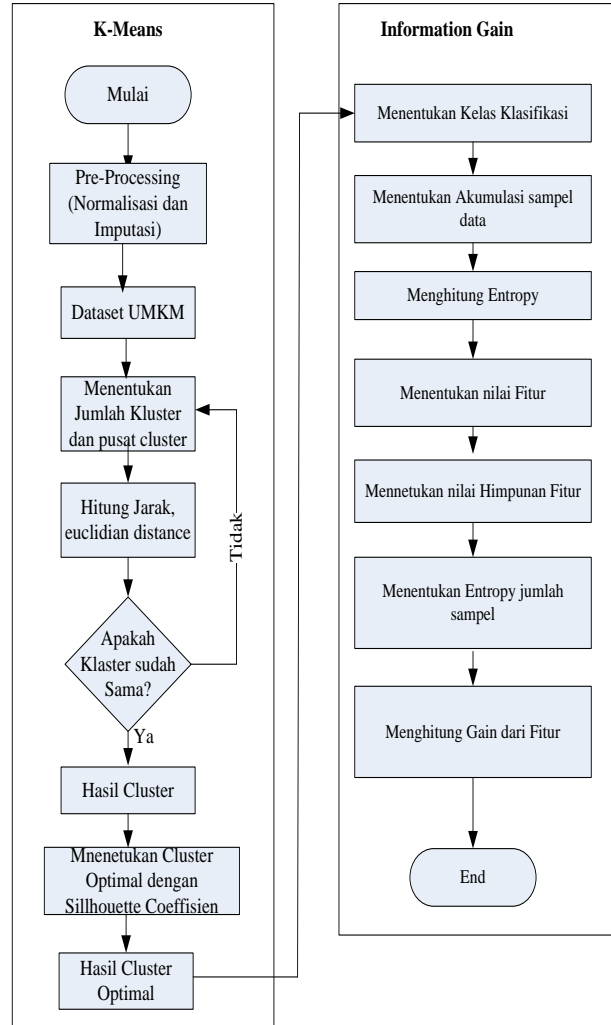 K-Means
Mulai
Pre-Processing
(Normalisasi dan
Imputasi)
Dataset UMKM
Menentukan
Jumlah Kluster
dan pusat cluster
Hitung Jarak,
euclidian distance
Tidak
Apakah
Klaster sudah
Sama?
Ya
Hasil Cluster
Mnenetukan Cluster
Optimal dengan
Sillhouette Coeffisien
Hasil Cluster
Optimal
Information Gain
Menentukan Kelas Klasifikasi
Menentukan Akumulasi sampel
data
Menghitung Entropy
Menentukan nilai Fitur
Mennetukan nilai Himpunan Fitur
Menentukan Entropy jumlah
sampel
Menghitung Gain dari Fitur
End